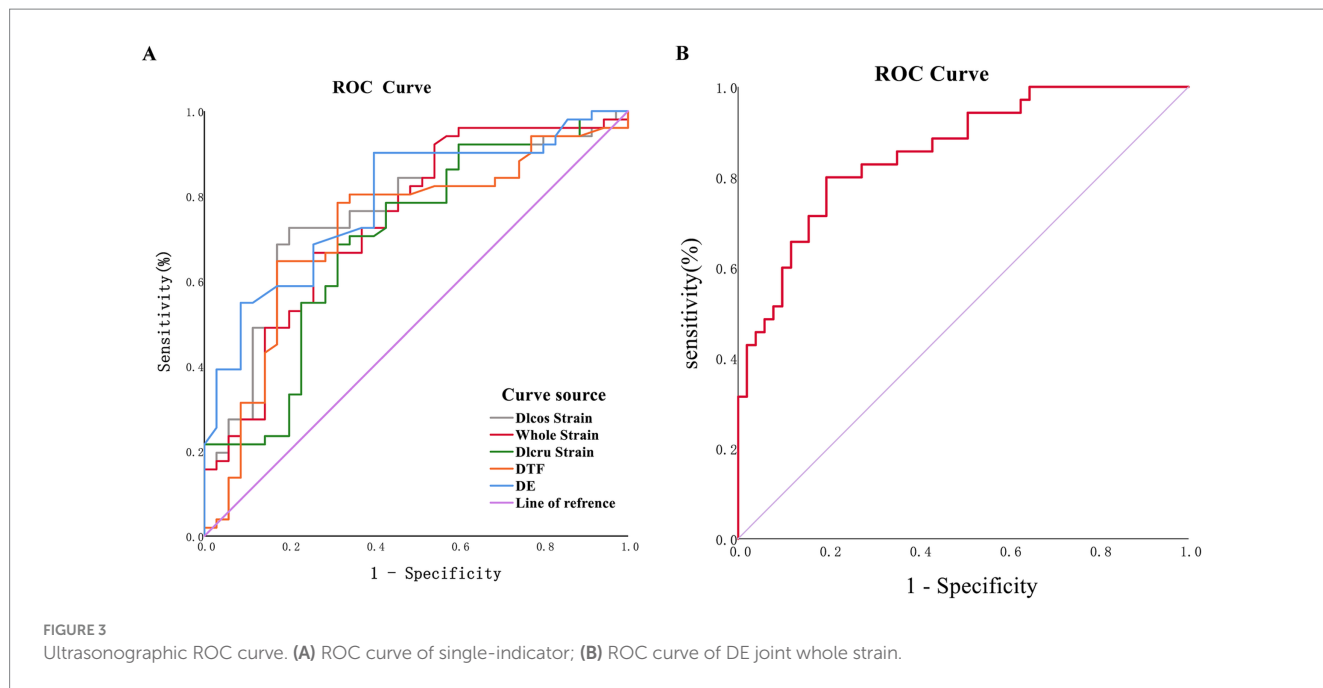 A
ROC Curve
Sensitivity(%)
1.0
0.8
0.6
0.4
0.2
0.0
0.0 0.2 0.4 0.6 0.8 1.0
1 - Specificity
Curve source
Dlcos Strain
Whole Strain
Dlcru Strain
DTF
DE
Line of refrence
B
ROC Curve
sensitivity(%)
1.0
0.8
0.6
0.4
0.2
0.0
0.0 0.2 0.4 0.6 0.8 1.0
1 - Specificity
FIGURE 3
Ultrasonographic ROC curve. (A) ROC curve of single-indicator; (B) ROC curve of DE joint whole strain.